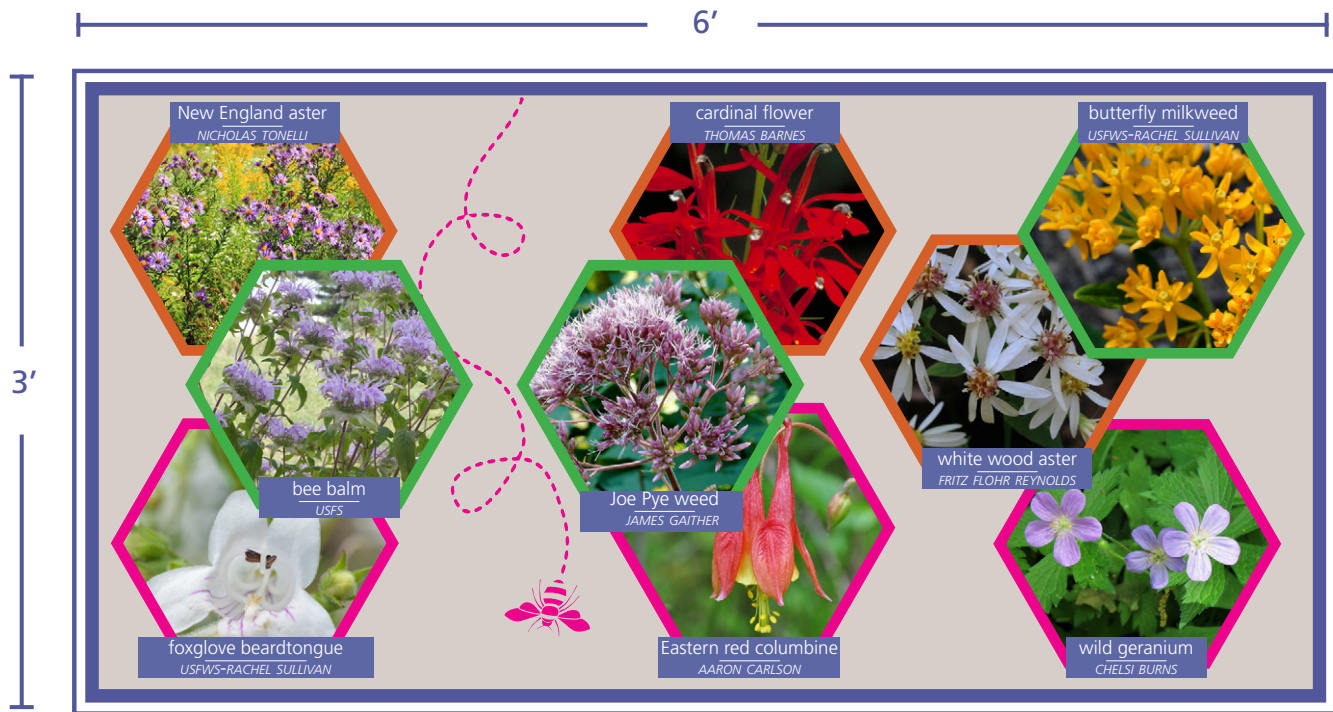 6’
3’
New England aster
NICHOLAS TONELLI
cardinal flower
THOMAS BARNES
butterfly milkweed
USFWS-RACHEL SULLIVAN
bee balm
USFS
Joe Pye weed
JAMES GAITHER
white wood aster
FRITZ FLOHR REYNOLDS
foxglove beardtongue
USFWS-RACHEL SULLIVAN
Eastern red columbine
AARON CARLSON
wild geranium
CHELSI BURNS